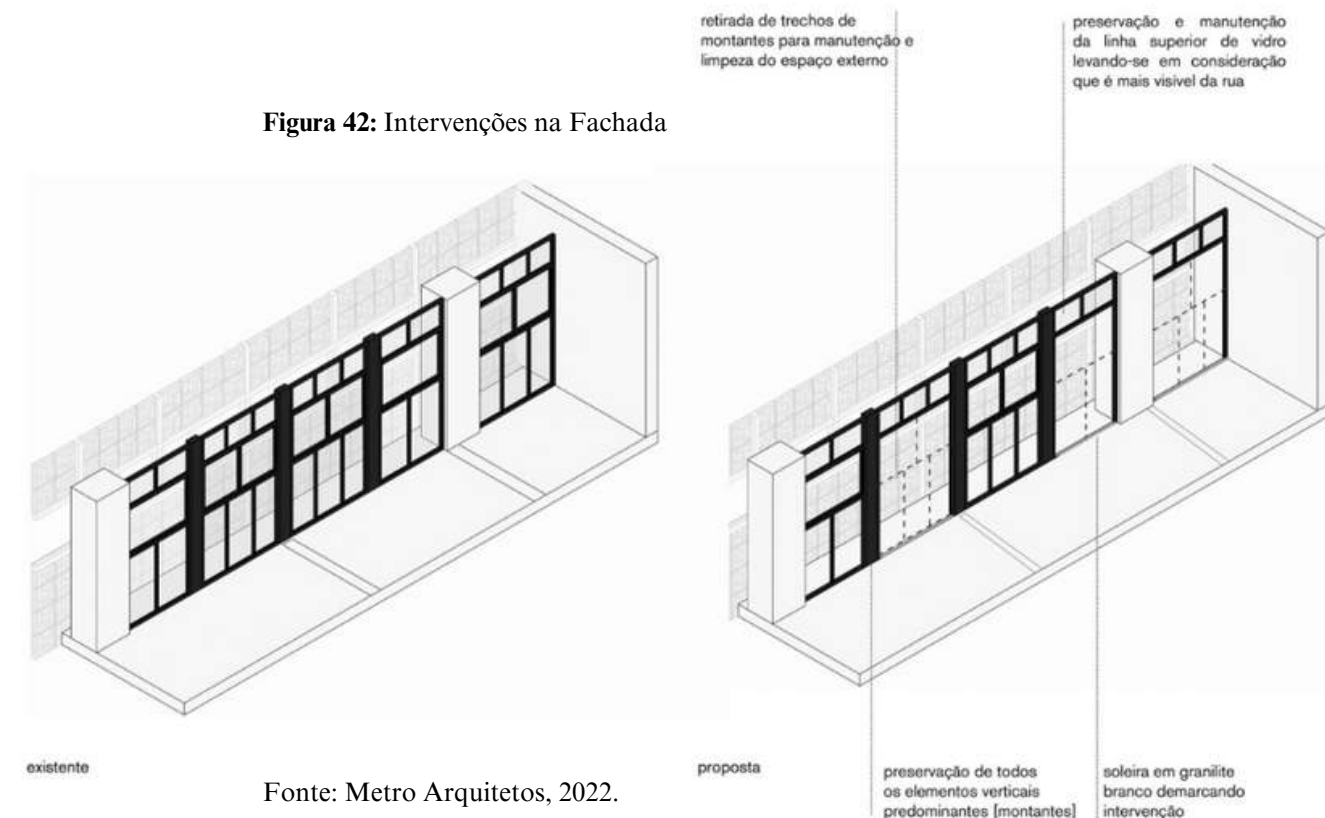 retirada de trechos de
montantes para manutenção e
limpeza do espaço externo
preservação e manutenção
da linha superior de vidro
levando-se em consideração
que é mais visivel da rua
Figura 42: Intervenções na Fachada
existente
Fonte: Metro Arquitetos, 2022.
proposta
preservação de todos
os elementos verticais
predominantes [montantes]
soleira em granilite
branco demarcando
intervenção